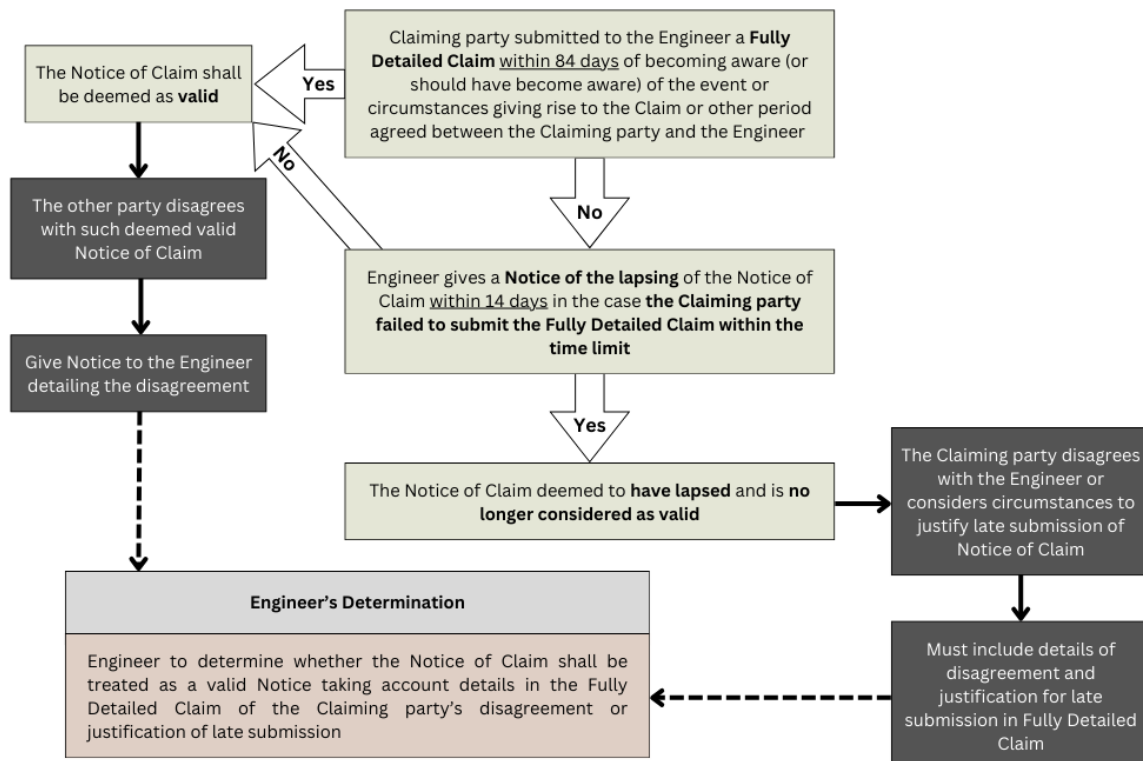 Claiming party submitted to the Engineer a Fully
Detailed Claim within 84 days of becoming aware (or
should have become aware) of the event or
circumstances giving rise to the Claim or other period
agreed between the Claiming party and the Engineer
Yes
The Notice of Claim shall
be deemed as valid
No
No
The other party disagrees
with such deemed valid
Notice of Claim
Engineer gives a Notice of the lapsing of the Notice of
Claim within 14 days in the case the Claiming party
failed to submit the Fully Detailed Claim within the
time limit
Give Notice to the Engineer
detailing the disagreement
Yes
The Notice of Claim deemed to have lapsed and is no
longer considered as valid
The Claiming party disagrees
with the Engineer or
considers circumstances to
justify late submission of
Notice of Claim
Must include details of
disagreement and
justification for late
submission in Fully Detailed
Claim
Engineer's Determination
Engineer to determine whether the Notice of Claim shall be
treated as a valid Notice taking account details in the Fully
Detailed Claim of the Claiming party's disagreement or
justification of late submission